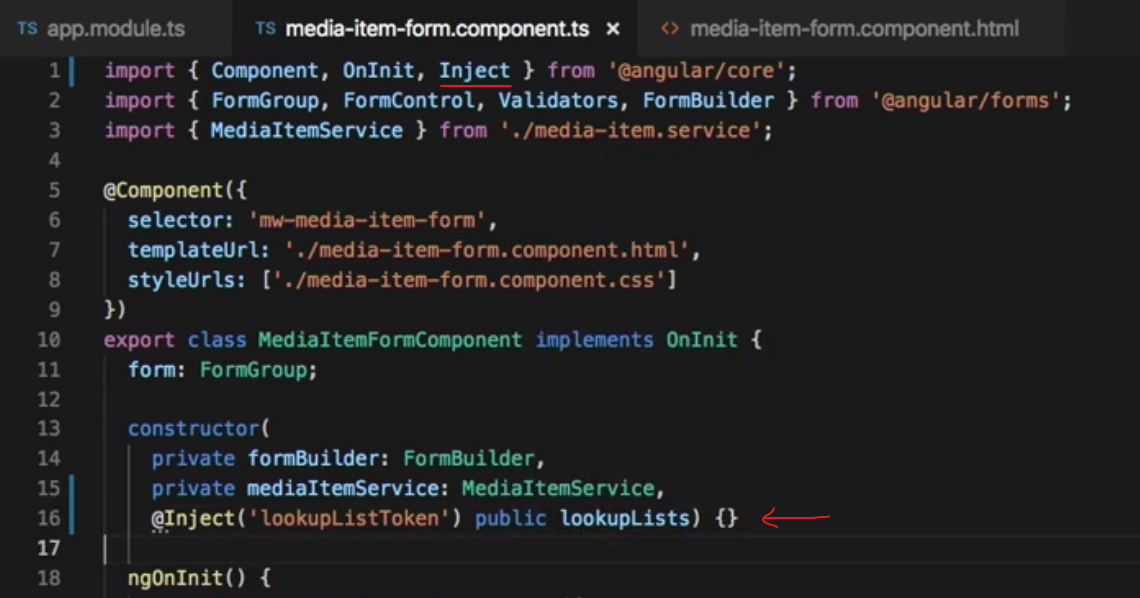 TS app.module.ts TS media-item-form.component.ts × <> media-item-form.component.html
1 import { Component, OnInit, Inject } from '@angular/core';
2 import { FormGroup, FormControl, Validators, FormBuilder } from '@angular/forms';
3 import { MediaItemService } from './media-item.service';
4
5 @Component({
6 selector: 'mw-media-item-form',
7 templateUrl: './media-item-form.component.html',
8 styleUrls: ['./media-item-form.component.css']
9 })
10 export class MediaItemFormComponent implements OnInit {
11 form: FormGroup;
12
13 constructor(
14 private formBuilder: FormBuilder,
15 private mediaItemService: MediaItemService,
16 @Inject('lookupListToken') public lookupLists) {}
17
18 ngOnInit() {